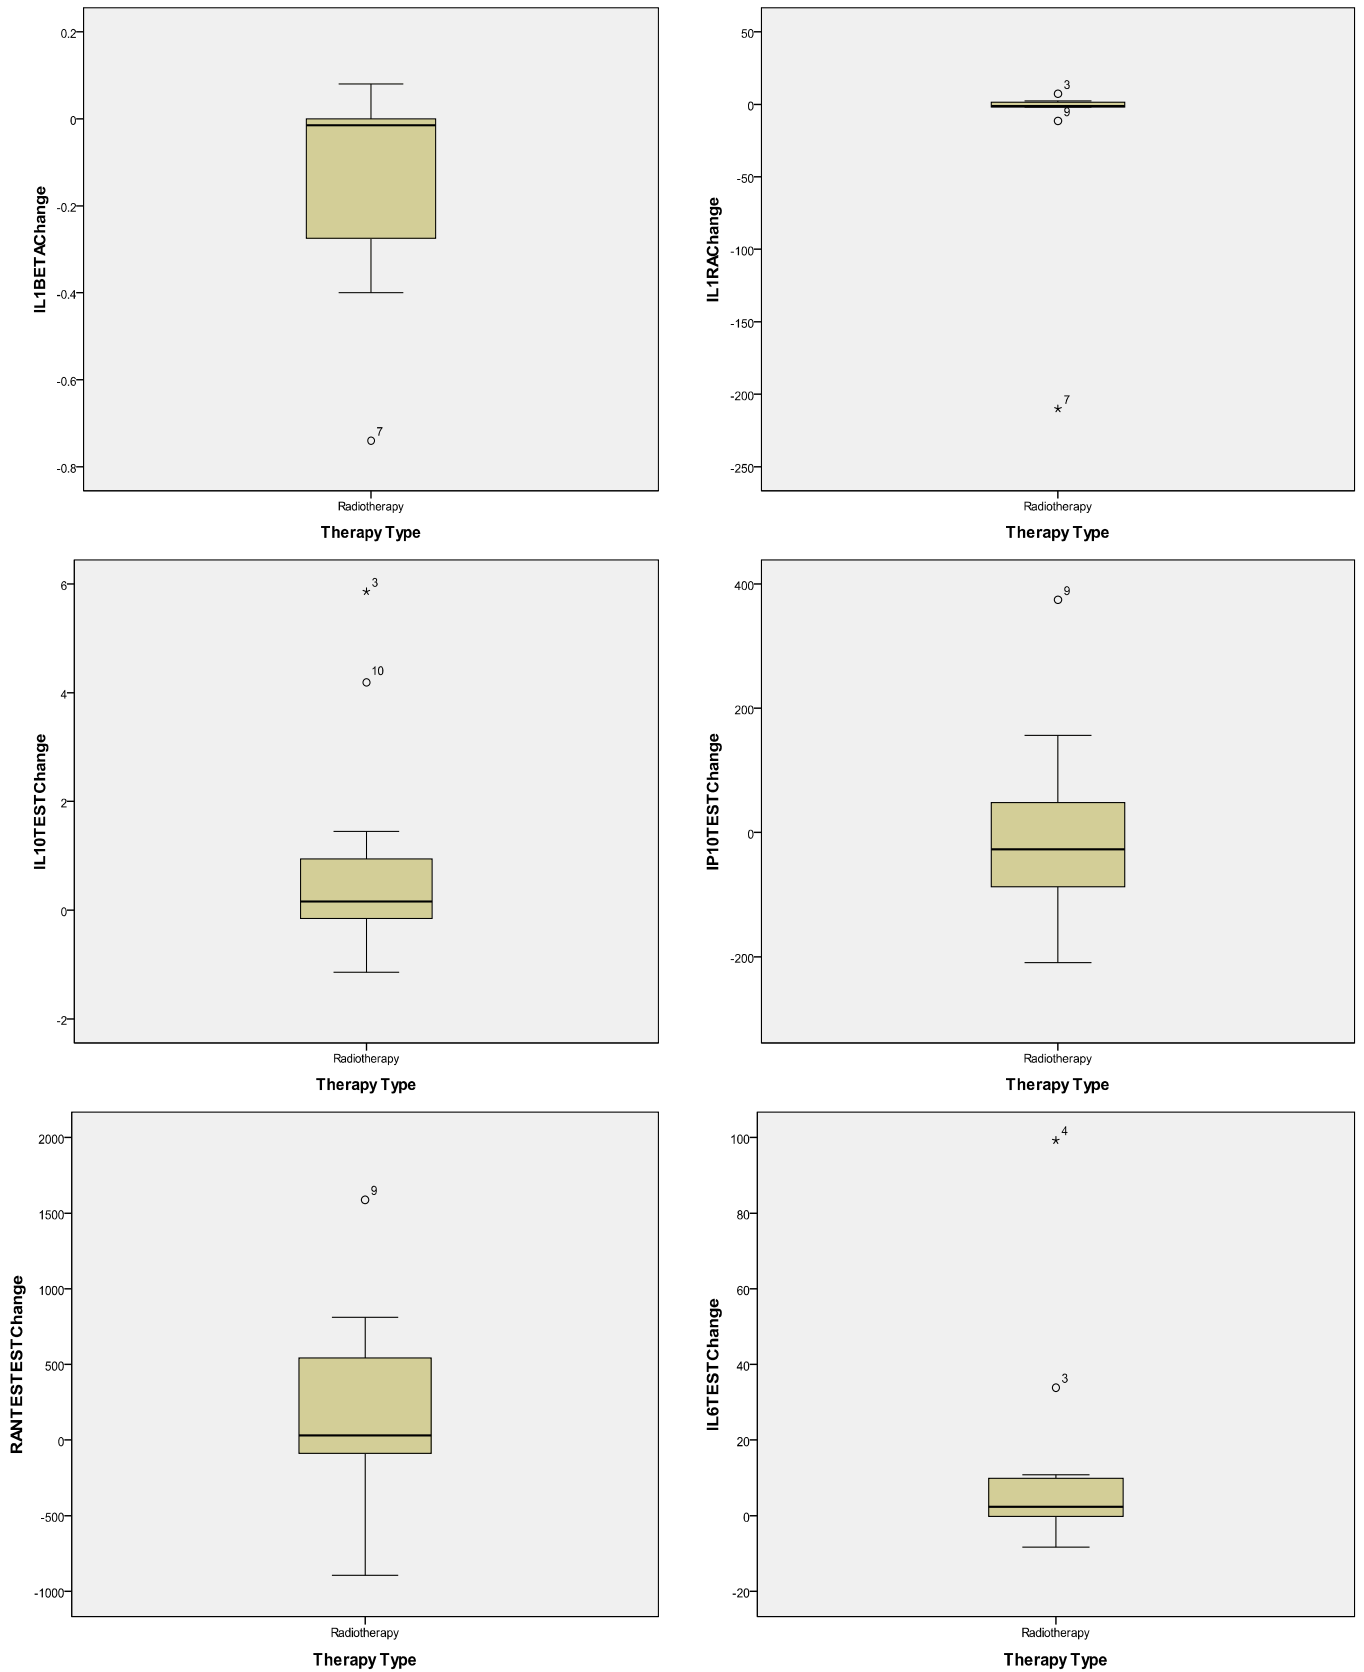 0.2
0
-0.2
-0.4
-0.6
-0.8
IL1BETAChange
7
Radiotherapy
Therapy Type
50
0
-50
-100
-150
-200
-250
IL1RAChange
3
9
7
Radiotherapy
Therapy Type
6
4
2
0
-2
IL10TESTChange
3
10
Radiotherapy
Therapy Type
400
200
0
-200
IP10TESTChange
9
Radiotherapy
Therapy Type
2000
1500
1000
500
0
-500
-1000
RANTESTESTChange
9
Radiotherapy
Therapy Type
100
80
60
40
20
0
-20
IL6TESTChange
4
3
Radiotherapy
Therapy Type